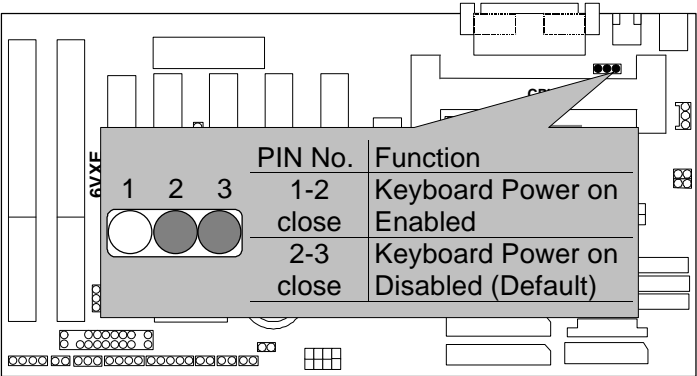 6VXE
1 2 3
PIN No. Function
1-2 Keyboard Power on
close Enabled
2-3 Keyboard Power on
close Disabled (Default)